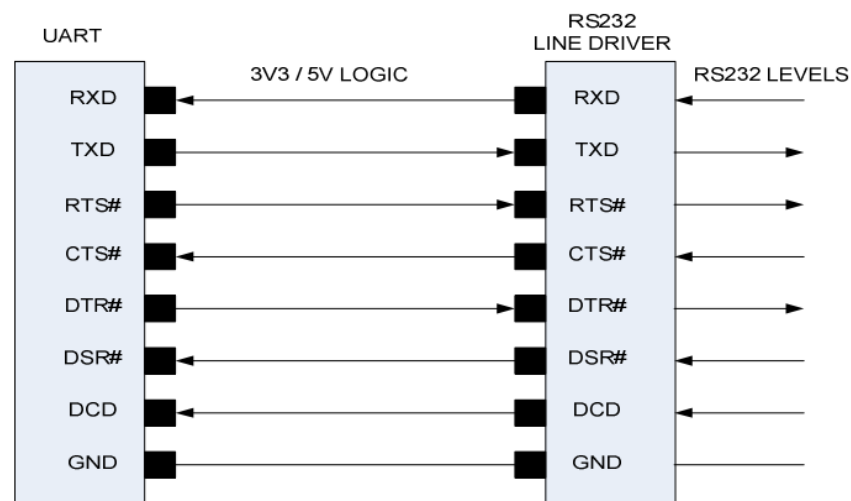 UART
RS232
LINE DRIVER
3V3 / 5V LOGIC
RS232 LEVELS
RXD RXD
TXD TXD
RTS# RTS#
CTS# CTS#
DTR# DTR#
DSR# DSR#
DCD DCD
GND GND